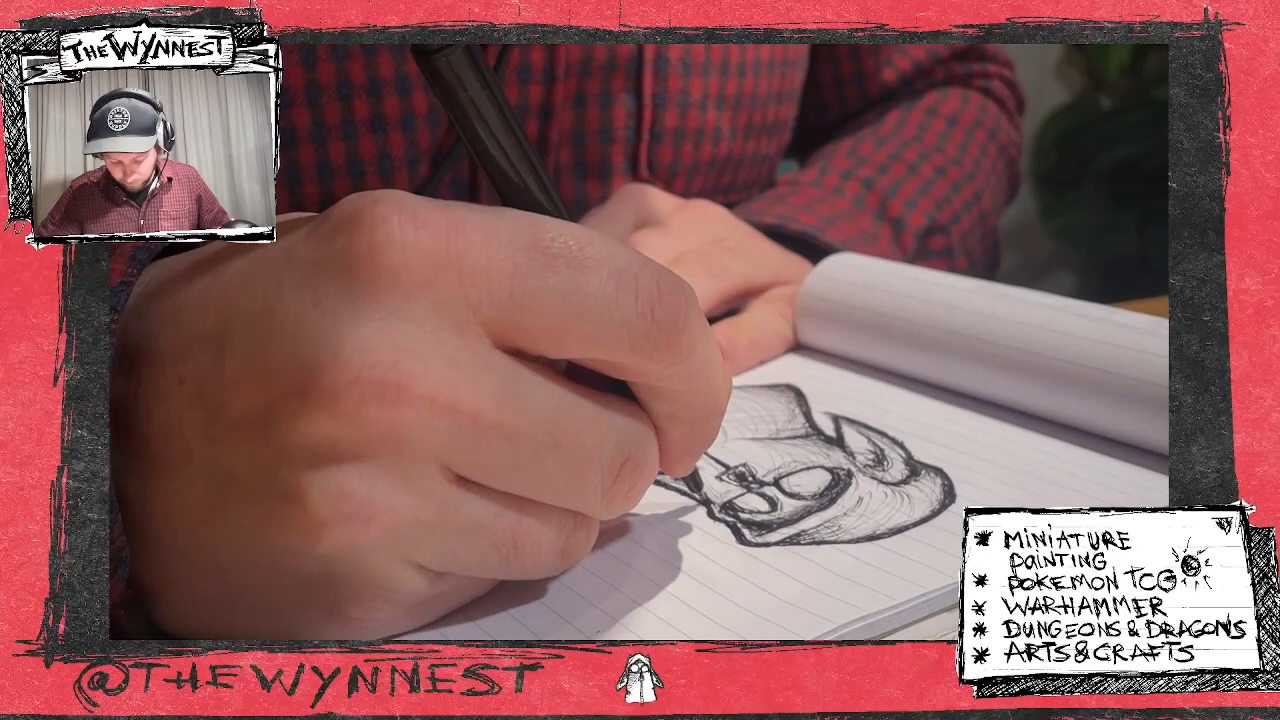 THE WYNNEST
* MINIATURE
PAINTING
* POKEMON TCG
* WARHAMMER
* DUNGEONS & DRAGONS
* ARTS & CRAFTS
@THEWYNNEST